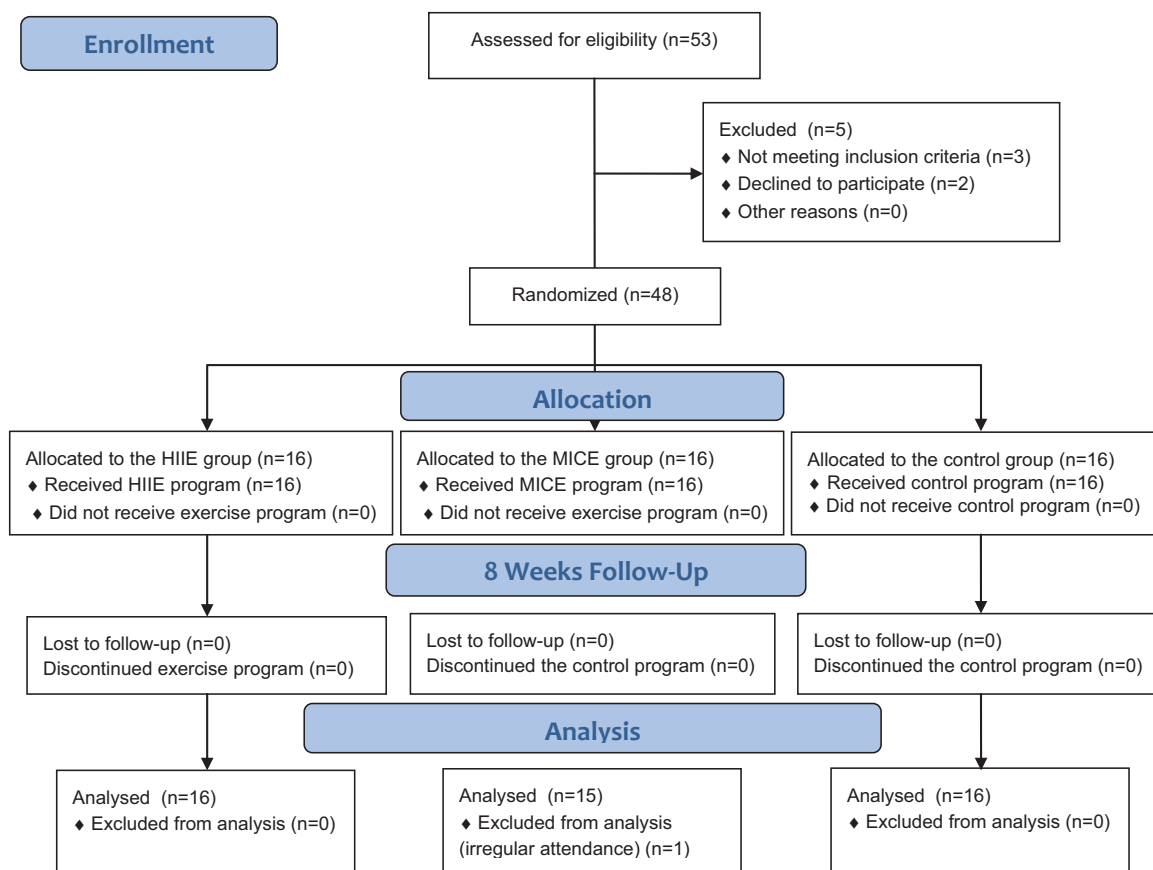 Enrollment
Assessed for eligibility (n=53)
Excluded (n=5)
♦ Not meeting inclusion criteria (n=3)
♦ Declined to participate (n=2)
♦ Other reasons (n=0)
Randomized (n=48)
Allocation
Allocated to the HIIE group (n=16)
♦ Received HIIE program (n=16)
♦ Did not receive exercise program (n=0)
Allocated to the MICE group (n=16)
♦ Received MICE program (n=16)
♦ Did not receive exercise program (n=0)
Allocated to the control group (n=16)
♦ Received control program (n=16)
♦ Did not receive control program (n=0)
8 Weeks Follow-Up
Lost to follow-up (n=0)
Discontinued exercise program (n=0)
Lost to follow-up (n=0)
Discontinued the control program (n=0)
Lost to follow-up (n=0)
Discontinued the control program (n=0)
Analysis
Analysed (n=16)
♦ Excluded from analysis (n=0)
Analysed (n=15)
♦ Excluded from analysis
(irregular attendance) (n=1)
Analysed (n=16)
♦ Excluded from analysis (n=0)